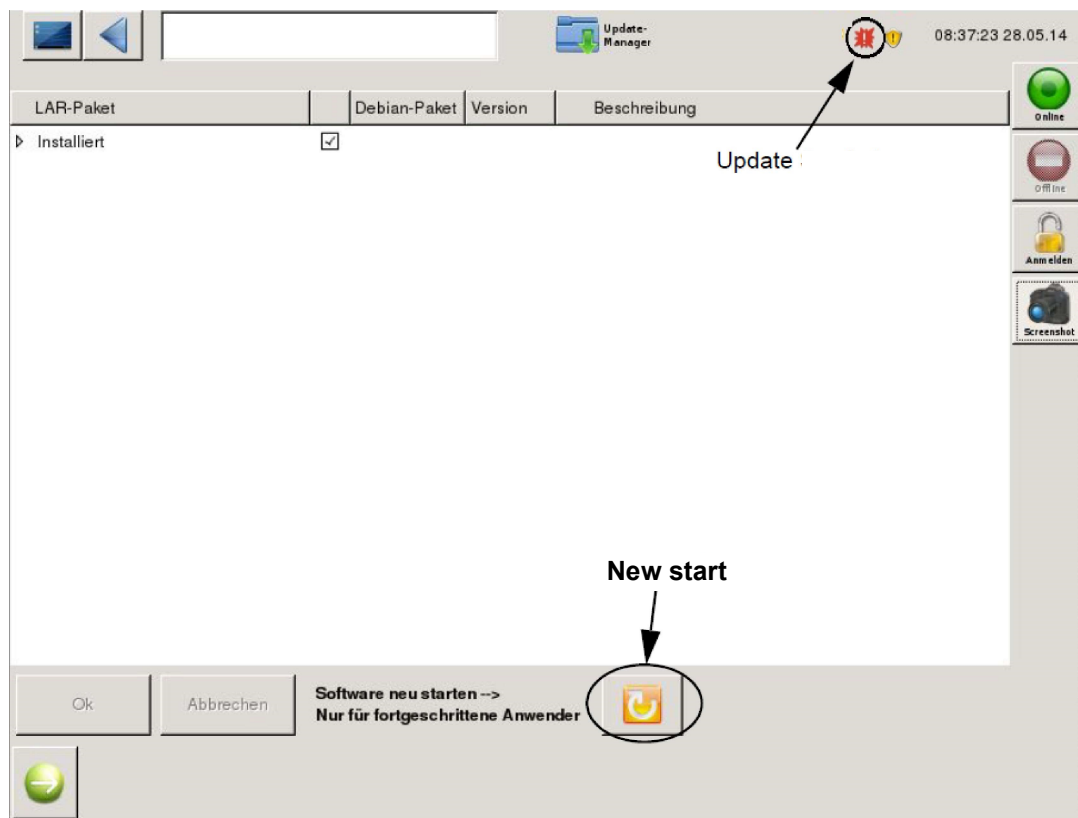 Update-
Manager
08:37:23 28.05.14
LAR-Paket Debian-Paket Version Beschreibung
Online
Installiert
Update
Offline
Anmelden
Screenshot
New start
Ok Abbrechen
Software neu starten -->
Nur für fortgeschrittene Anwender